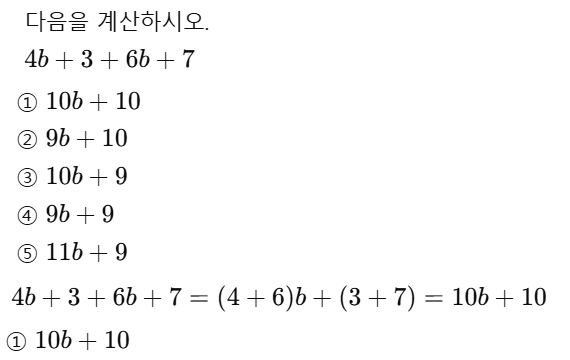 다음을 계산하시오.
4b + 3 + 6b + 7
① 10b + 10
② 9b + 10
③ 10b + 9
④ 9b + 9
⑤ 11b + 9
4b + 3 + 6b + 7 = (4 + 6)b + (3 + 7) = 10b + 10
① 10b + 10